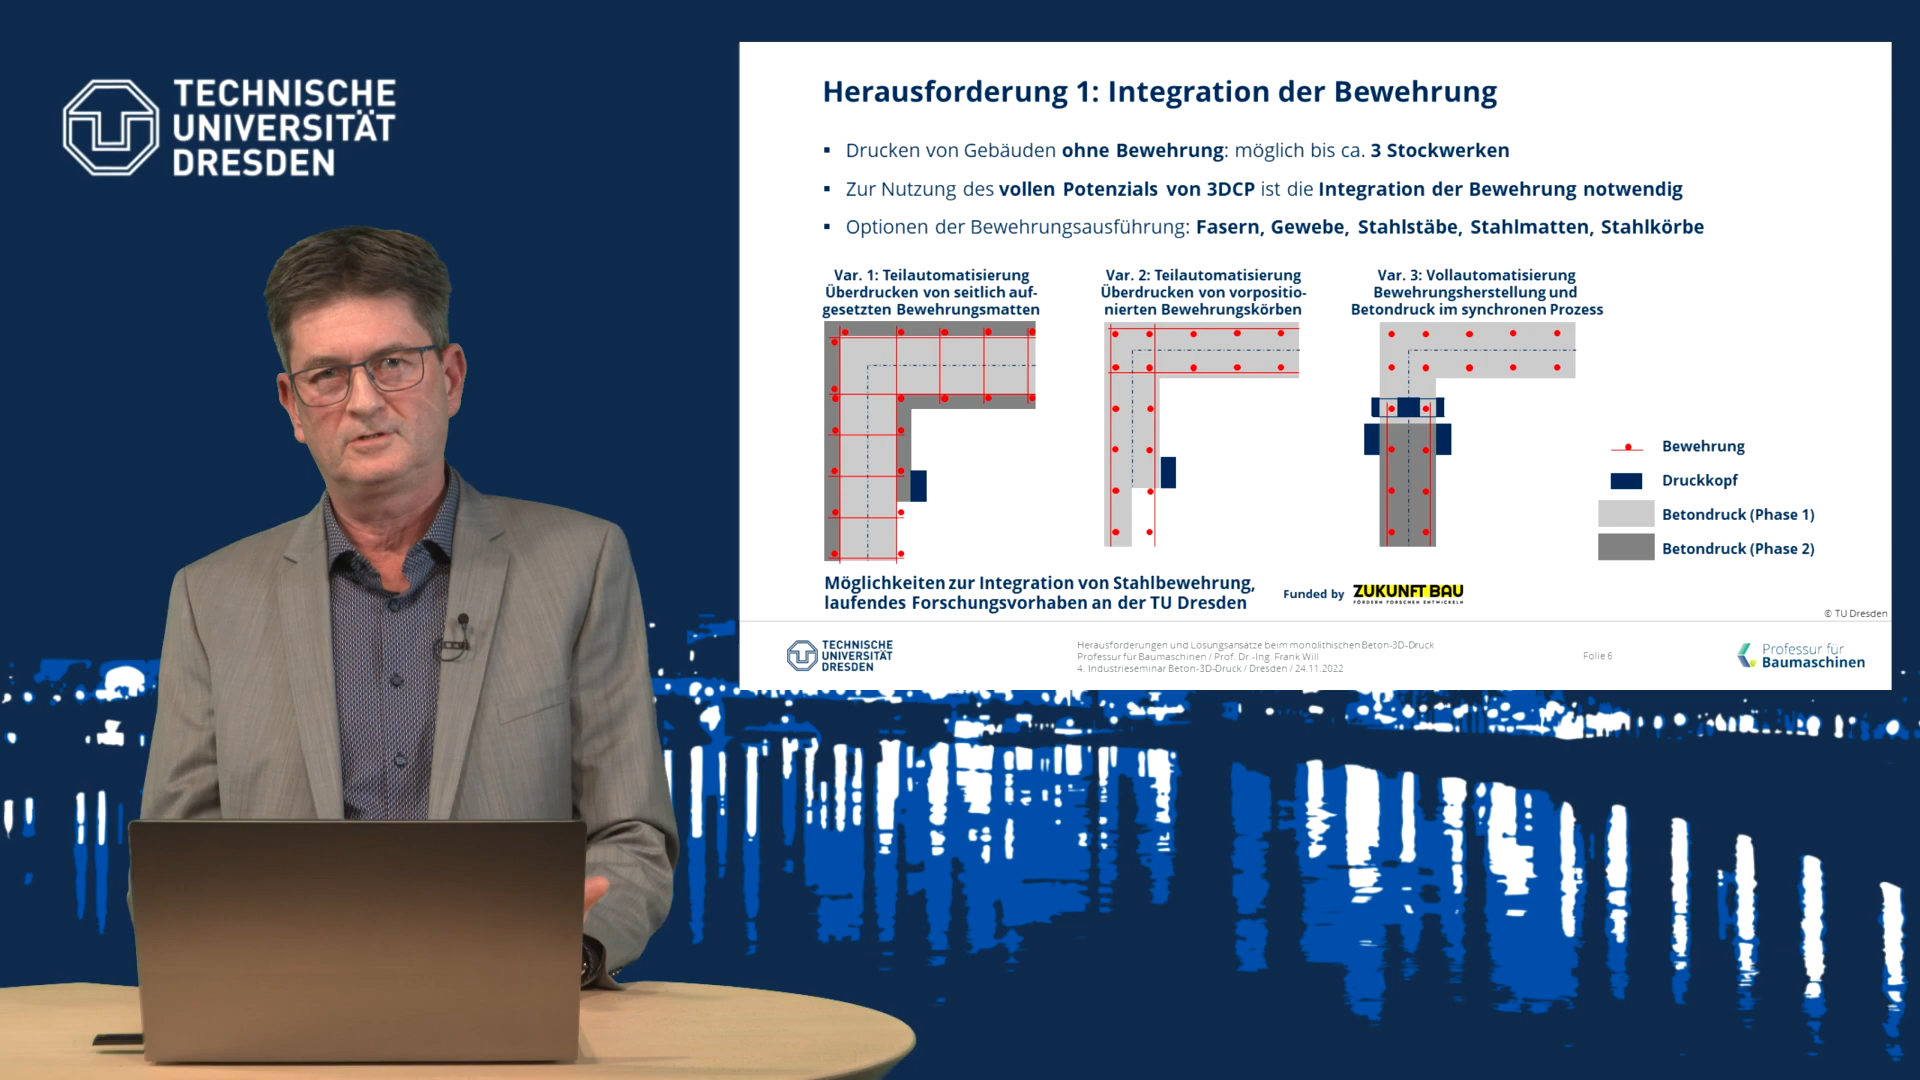 TECHNISCHE
UNIVERSITÄT
DRESDEN
Herausforderung 1: Integration der Bewehrung
▪ Drucken von Gebäuden ohne Bewehrung: möglich bis ca. 3 Stockwerken
▪ Zur Nutzung des vollen Potenzials von 3DCP ist die Integration der Bewehrung notwendig
▪ Optionen der Bewehrungsausführung: Fasern, Gewebe, Stahlstäbe, Stahlmatten, Stahlkörbe
Var. 1: Teilautomatisierung
Überdrucken von seitlich auf-
gesetzten Bewehrungsmatten
Var. 2: Teilautomatisierung
Überdrucken von vorpositio-
nierten Bewehrungskörben
Var. 3: Vollautomatisierung
Bewehrungsherstellung und
Betondruck im synchronen Prozess
Bewehrung
Druckkopf
Betondruck (Phase 1)
Betondruck (Phase 2)
Möglichkeiten zur Integration von Stahlbewehrung,
laufendes Forschungsvorhaben an der TU Dresden
Funded by
ZUKUNFT BAU
FÖRDERN FORSCHEN ENTWICKELN
© TU Dresden
TECHNISCHE
UNIVERSITÄT
DRESDEN
Herausforderungen und Lösungsansätze beim monolithischen Beton-3D-Druck
Professur für Baumaschinen / Prof. Dr.-Ing. Frank Will
4. Industrieseminar Beton-3D-Druck / Dresden / 24.11.2022
Folie 6
Professur für
Baumaschinen